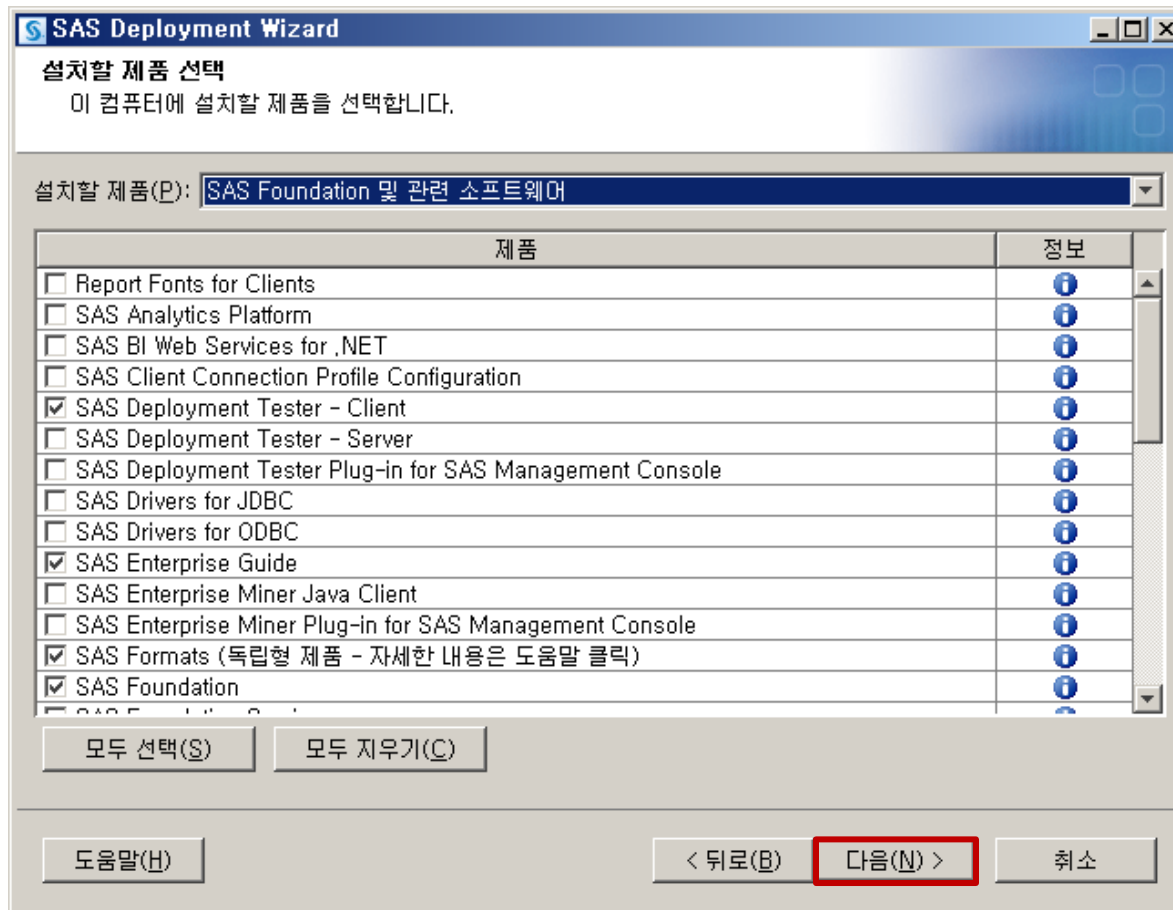 SAS Deployment Wizard
설치할 제품 선택
이 컴퓨터에 설치할 제품을 선택합니다.
설치할 제품(P): SAS Foundation 및 관련 소프트웨어
제품 정보
Report Fonts for Clients
SAS Analytics Platform
SAS BI Web Services for .NET
SAS Client Connection Profile Configuration
SAS Deployment Tester - Client
SAS Deployment Tester - Server
SAS Deployment Tester Plug-in for SAS Management Console
SAS Drivers for JDBC
SAS Drivers for ODBC
SAS Enterprise Guide
SAS Enterprise Miner Java Client
SAS Enterprise Miner Plug-in for SAS Management Console
SAS Formats (독립형 제품 - 자세한 내용은 도움말 클릭)
SAS Foundation
모두 선택(S) 모두 지우기(C)
도움말(H) < 뒤로(B) 다음(N) > 취소